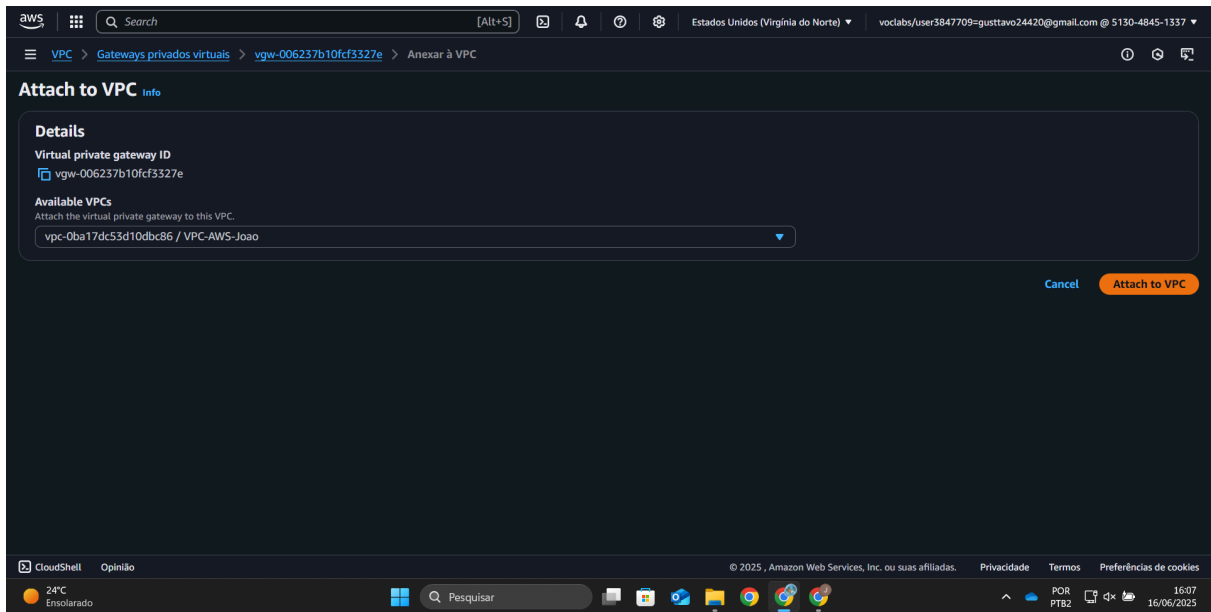 aws
Search [Alt+S] Estados Unidos (Virgínia do Norte) ▼ voclabs/user3847709=gusttavo24420@gmail.com @ 5130-4845-1337 ▼
VPC > Gateways privados virtuais > vgw-006237b10fcf3327e > Anexar à VPC
Attach to VPC Info
Details
Virtual private gateway ID
vgw-006237b10fcf3327e
Available VPCs
Attach the virtual private gateway to this VPC.
vpc-0ba17dc53d10dbc86 / VPC-AWS-Joao
Cancel Attach to VPC
CloudShell Opinião © 2025 , Amazon Web Services, Inc. ou suas afiliadas. Privacidade Termos Preferências de cookies
24°C
Ensolarado
Pesquisar
POR
PTB2
16:07
16/06/2025